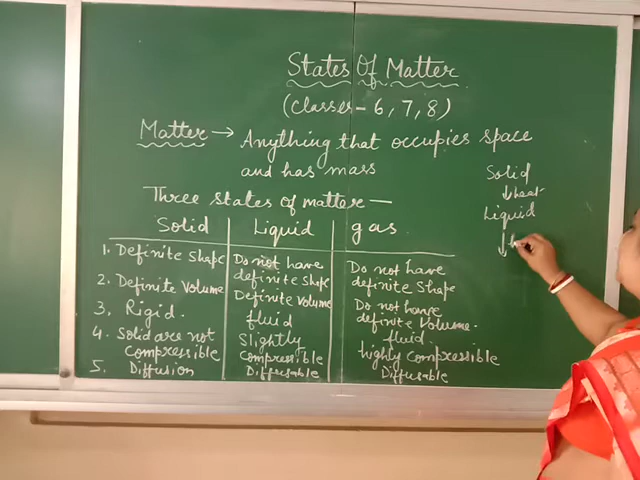 States Of Matter
(Classes - 6, 7, 8)
Matter → Anything that occupies space
and has mass
Three states of matter —
Solid Liquid gas
1. Definite Shape
2. Definite Volume
3. Rigid.
4. Solid are not
compressible
5. Diffusion
Do not have
definite shape
Definite volume
fluid
Slightly
compressible
Diffusable
Do not have
definite Shape
Do not have
definite Volume.
fluid.
highly compressible
Diffusable
Solid
↓ heat
Liquid
↓